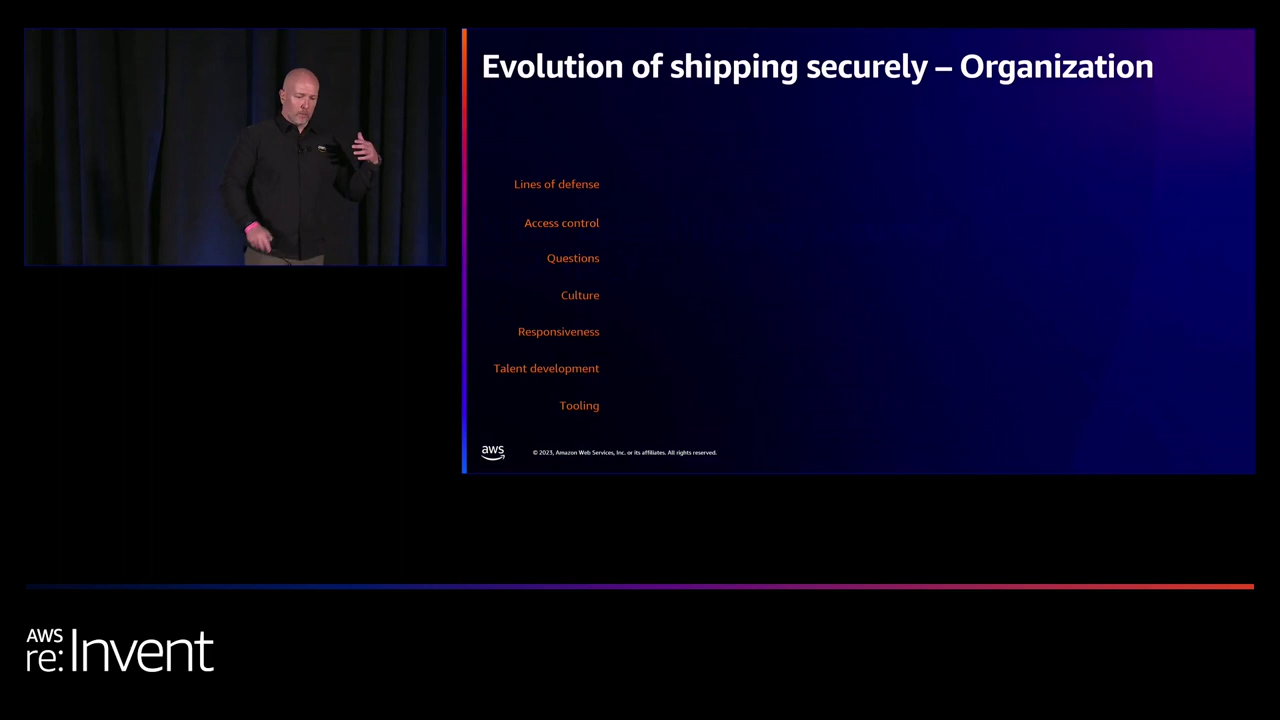 Evolution of shipping securely – Organization
Lines of defense
Access control
Questions
Culture
Responsiveness
Talent development
Tooling
aws
© 2023, Amazon Web Services, Inc. or its affiliates. All rights reserved.
AWS
re:Invent